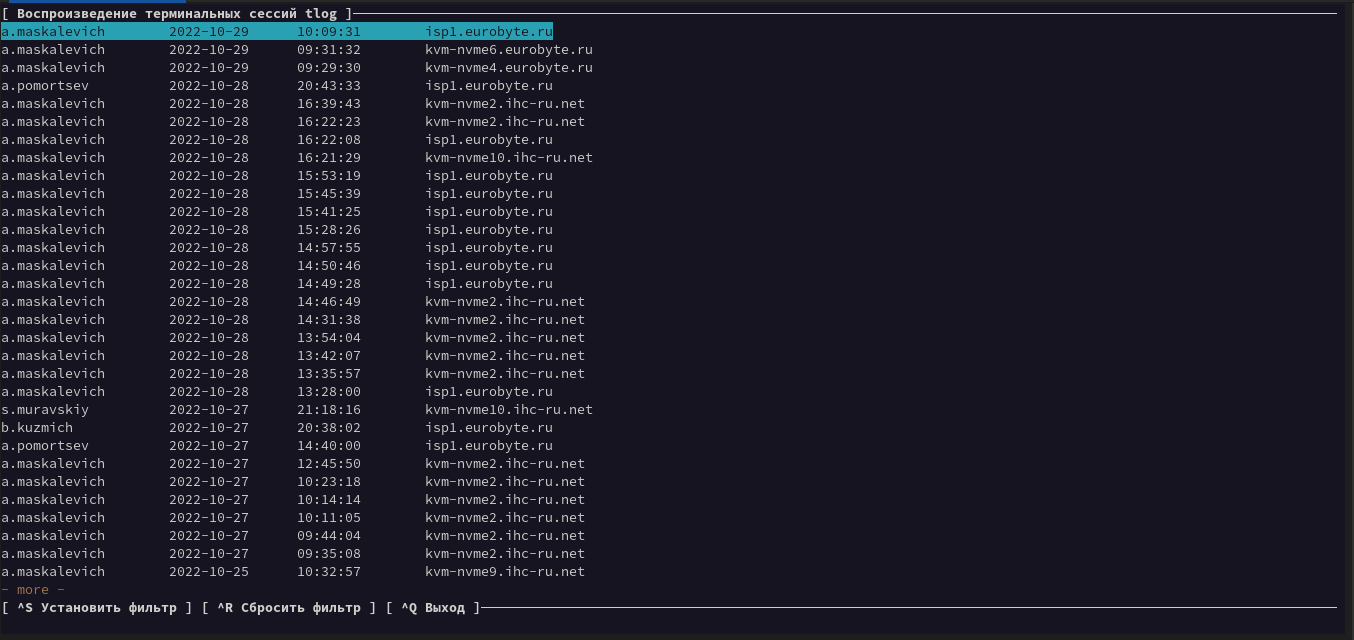 [ Воспроизведение терминальных сессий tlog ]
a.maskalevich 2022-10-29 10:09:31 isp1.eurobyte.ru
a.maskalevich 2022-10-29 09:31:32 kvm-nvme6.eurobyte.ru
a.maskalevich 2022-10-29 09:29:30 kvm-nvme4.eurobyte.ru
a.pomortsev 2022-10-28 20:43:33 isp1.eurobyte.ru
a.maskalevich 2022-10-28 16:39:43 kvm-nvme2.ihc-ru.net
a.maskalevich 2022-10-28 16:22:23 kvm-nvme2.ihc-ru.net
a.maskalevich 2022-10-28 16:22:08 isp1.eurobyte.ru
a.maskalevich 2022-10-28 16:21:29 kvm-nvme10.ihc-ru.net
a.maskalevich 2022-10-28 15:53:19 isp1.eurobyte.ru
a.maskalevich 2022-10-28 15:45:39 isp1.eurobyte.ru
a.maskalevich 2022-10-28 15:41:25 isp1.eurobyte.ru
a.maskalevich 2022-10-28 15:28:26 isp1.eurobyte.ru
a.maskalevich 2022-10-28 14:57:55 isp1.eurobyte.ru
a.maskalevich 2022-10-28 14:50:46 isp1.eurobyte.ru
a.maskalevich 2022-10-28 14:49:28 isp1.eurobyte.ru
a.maskalevich 2022-10-28 14:46:49 kvm-nvme2.ihc-ru.net
a.maskalevich 2022-10-28 14:31:38 kvm-nvme2.ihc-ru.net
a.maskalevich 2022-10-28 13:54:04 kvm-nvme2.ihc-ru.net
a.maskalevich 2022-10-28 13:42:07 kvm-nvme2.ihc-ru.net
a.maskalevich 2022-10-28 13:35:57 kvm-nvme2.ihc-ru.net
a.maskalevich 2022-10-28 13:28:00 isp1.eurobyte.ru
s.muravskiy 2022-10-27 21:18:16 kvm-nvme10.ihc-ru.net
b.kuzmich 2022-10-27 20:38:02 isp1.eurobyte.ru
a.pomortsev 2022-10-27 14:40:00 isp1.eurobyte.ru
a.maskalevich 2022-10-27 12:45:50 kvm-nvme2.ihc-ru.net
a.maskalevich 2022-10-27 10:23:18 kvm-nvme2.ihc-ru.net
a.maskalevich 2022-10-27 10:14:14 kvm-nvme2.ihc-ru.net
a.maskalevich 2022-10-27 10:11:05 kvm-nvme2.ihc-ru.net
a.maskalevich 2022-10-27 09:44:04 kvm-nvme2.ihc-ru.net
a.maskalevich 2022-10-27 09:35:08 kvm-nvme2.ihc-ru.net
a.maskalevich 2022-10-25 10:32:57 kvm-nvme9.ihc-ru.net
- more -
[ ^S Установить фильтр ] [ ^R Сбросить фильтр ] [ ^Q Выход ]